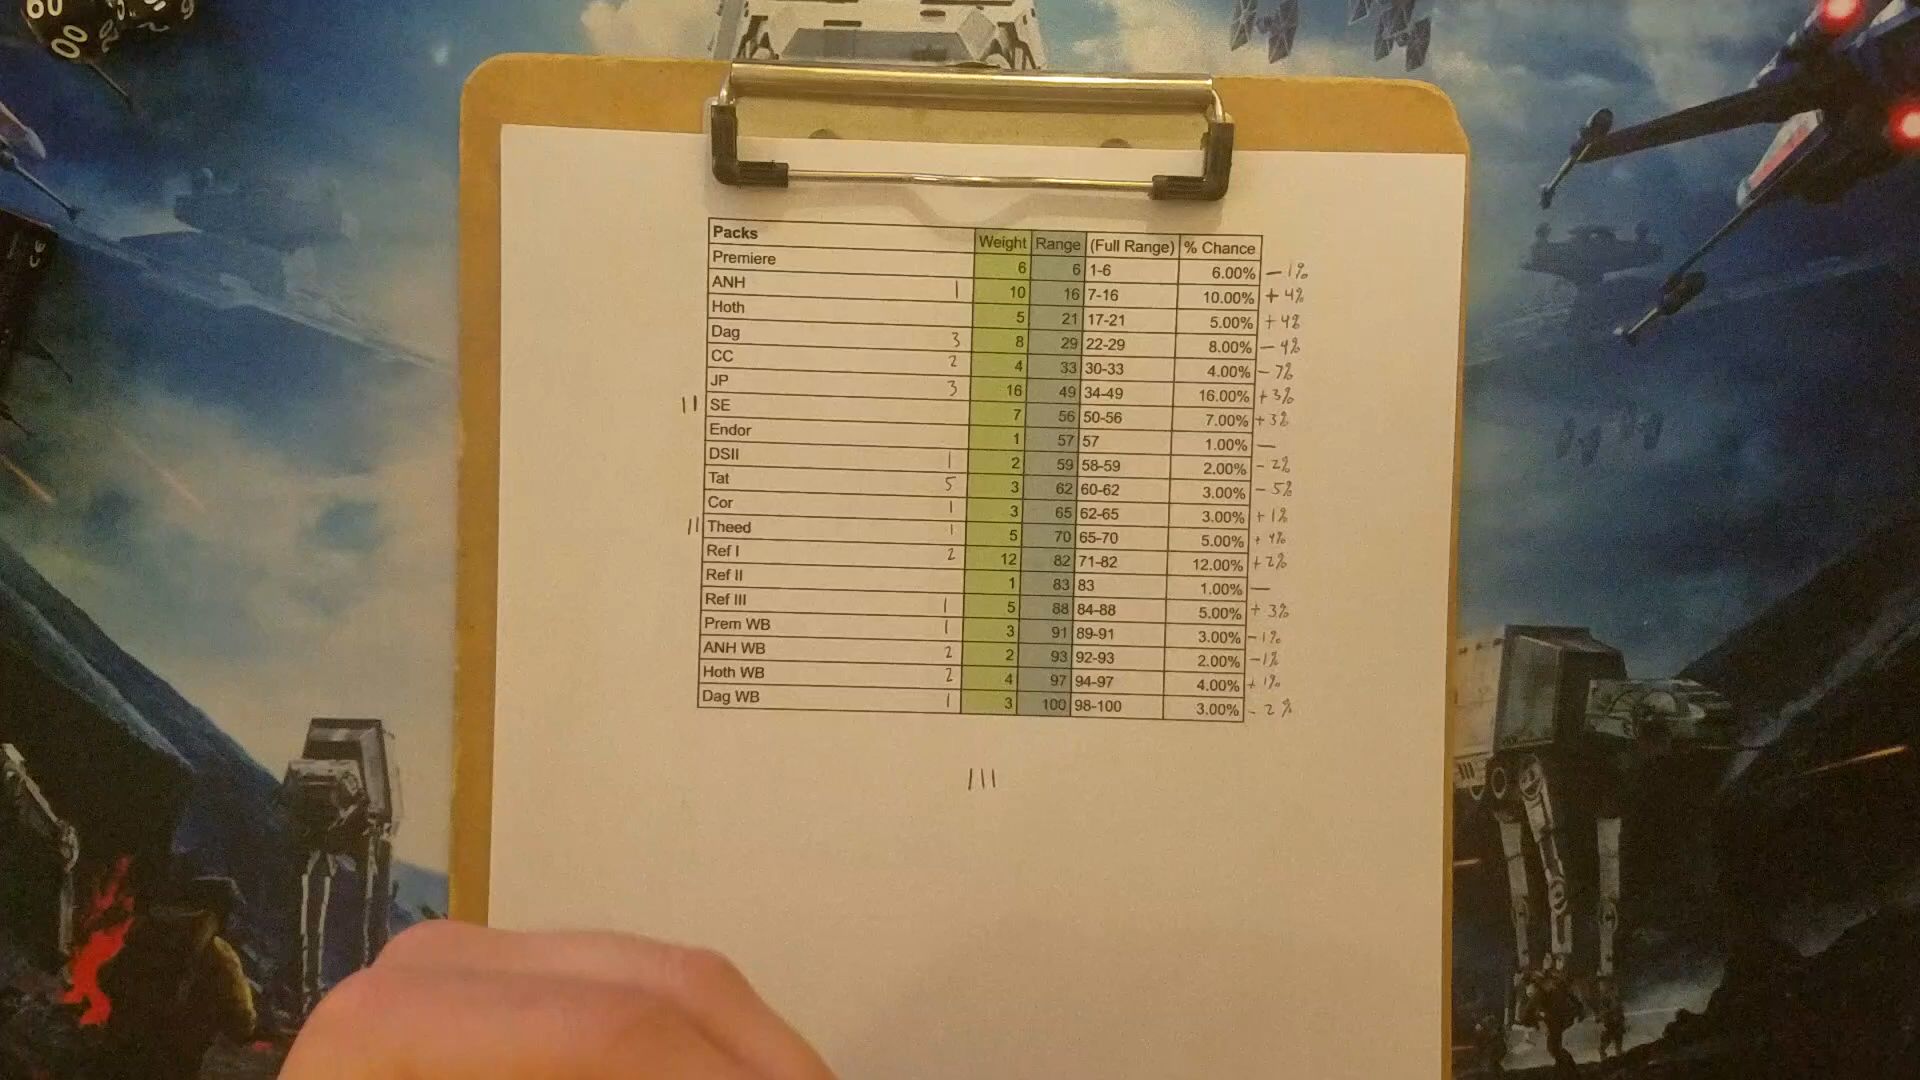 60
00
Packs Weight Range (Full Range) % Chance
Premiere 6 6 1-6 6.00% -1%
ANH 1 10 16 7-16 10.00% +4%
Hoth 5 21 17-21 5.00% +4%
Dag 3 8 29 22-29 8.00% -4%
CC 2 4 33 30-33 4.00% -7%
JP 3 16 49 34-49 16.00% +3%
|| SE 7 56 50-56 7.00% +3%
Endor 1 57 57 1.00% —
DSII 1 2 59 58-59 2.00% -2%
Tat 5 3 62 60-62 3.00% -5%
Cor 1 3 65 62-65 3.00% +1%
|| Theed 1 5 70 65-70 5.00% +4%
Ref I 2 12 82 71-82 12.00% +2%
Ref II 1 83 83 1.00% —
Ref III 1 5 88 84-88 5.00% +3%
Prem WB 1 3 91 89-91 3.00% -1%
ANH WB 2 2 93 92-93 2.00% -1%
Hoth WB 2 4 97 94-97 4.00% +1%
Dag WB 1 3 100 98-100 3.00% -2%
|||